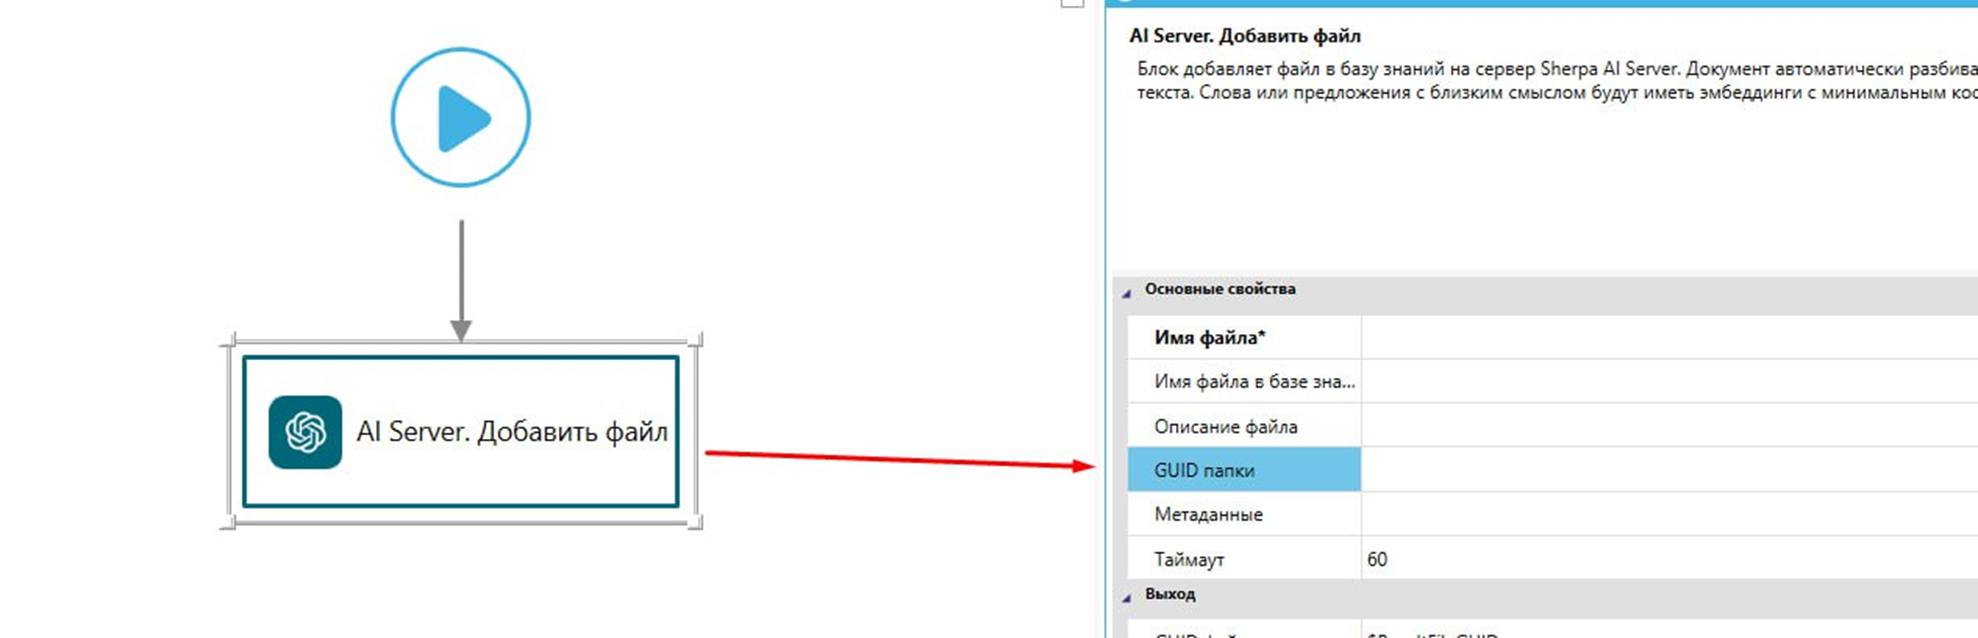 AI Server. Добавить файл
AI Server. Добавить файл
Блок добавляет файл в базу знаний на сервер Sherpa AI Server. Документ автоматически разбива
текста. Слова или предложения с близким смыслом будут иметь эмбеддинги с минимальным кос
Основные свойства
Имя файла*
Имя файла в базе зна...
Описание файла
GUID папки
Метаданные
Таймаут 60
Выход